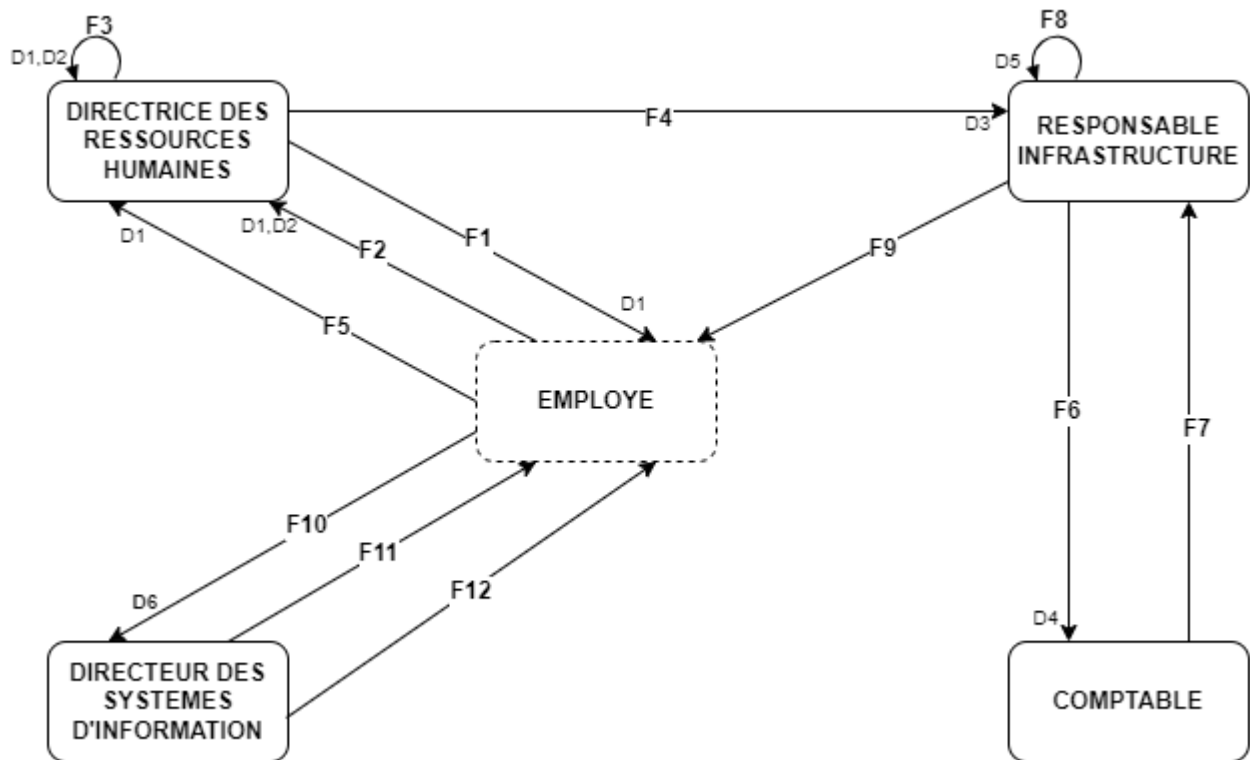 F3
F8
D1,D2
D5
DIRECTRICE DES
RESSOURCES
HUMAINES
F4
D3
RESPONSABLE
INFRASTRUCTURE
D1
D1,D2
F2
F1
F9
D1
F5
EMPLOYE
F6
F7
F10
F11
F12
D6
D4
DIRECTEUR DES
SYSTEMES
D'INFORMATION
COMPTABLE